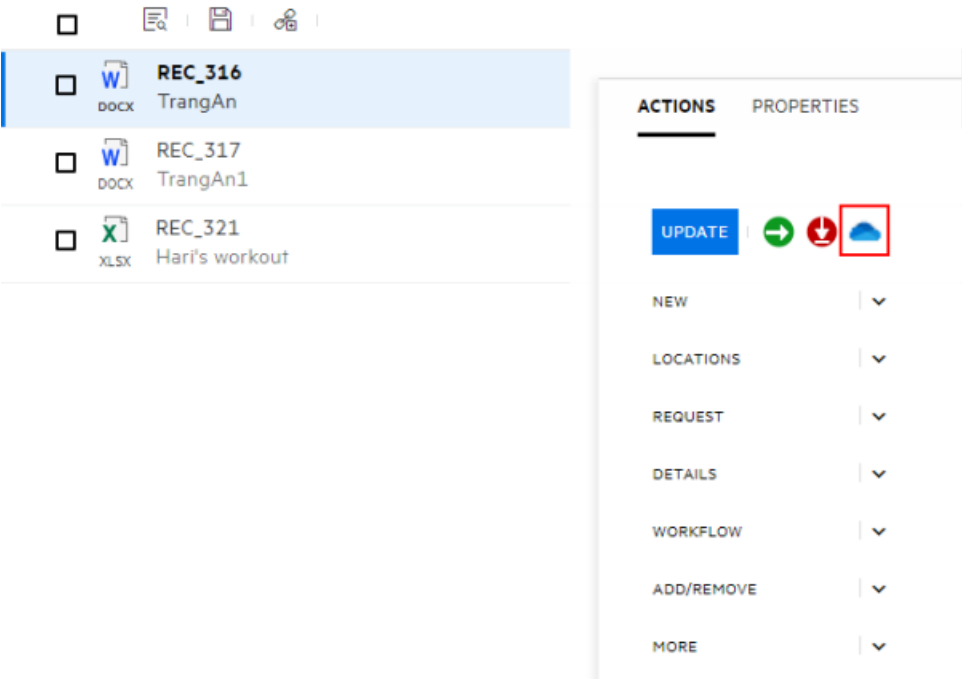 W
DOCX
REC_316
TrangAn
W
DOCX
REC_317
TrangAn1
X
XLSX
REC_321
Hari's workout
ACTIONS PROPERTIES
UPDATE
NEW
LOCATIONS
REQUEST
DETAILS
WORKFLOW
ADD/REMOVE
MORE